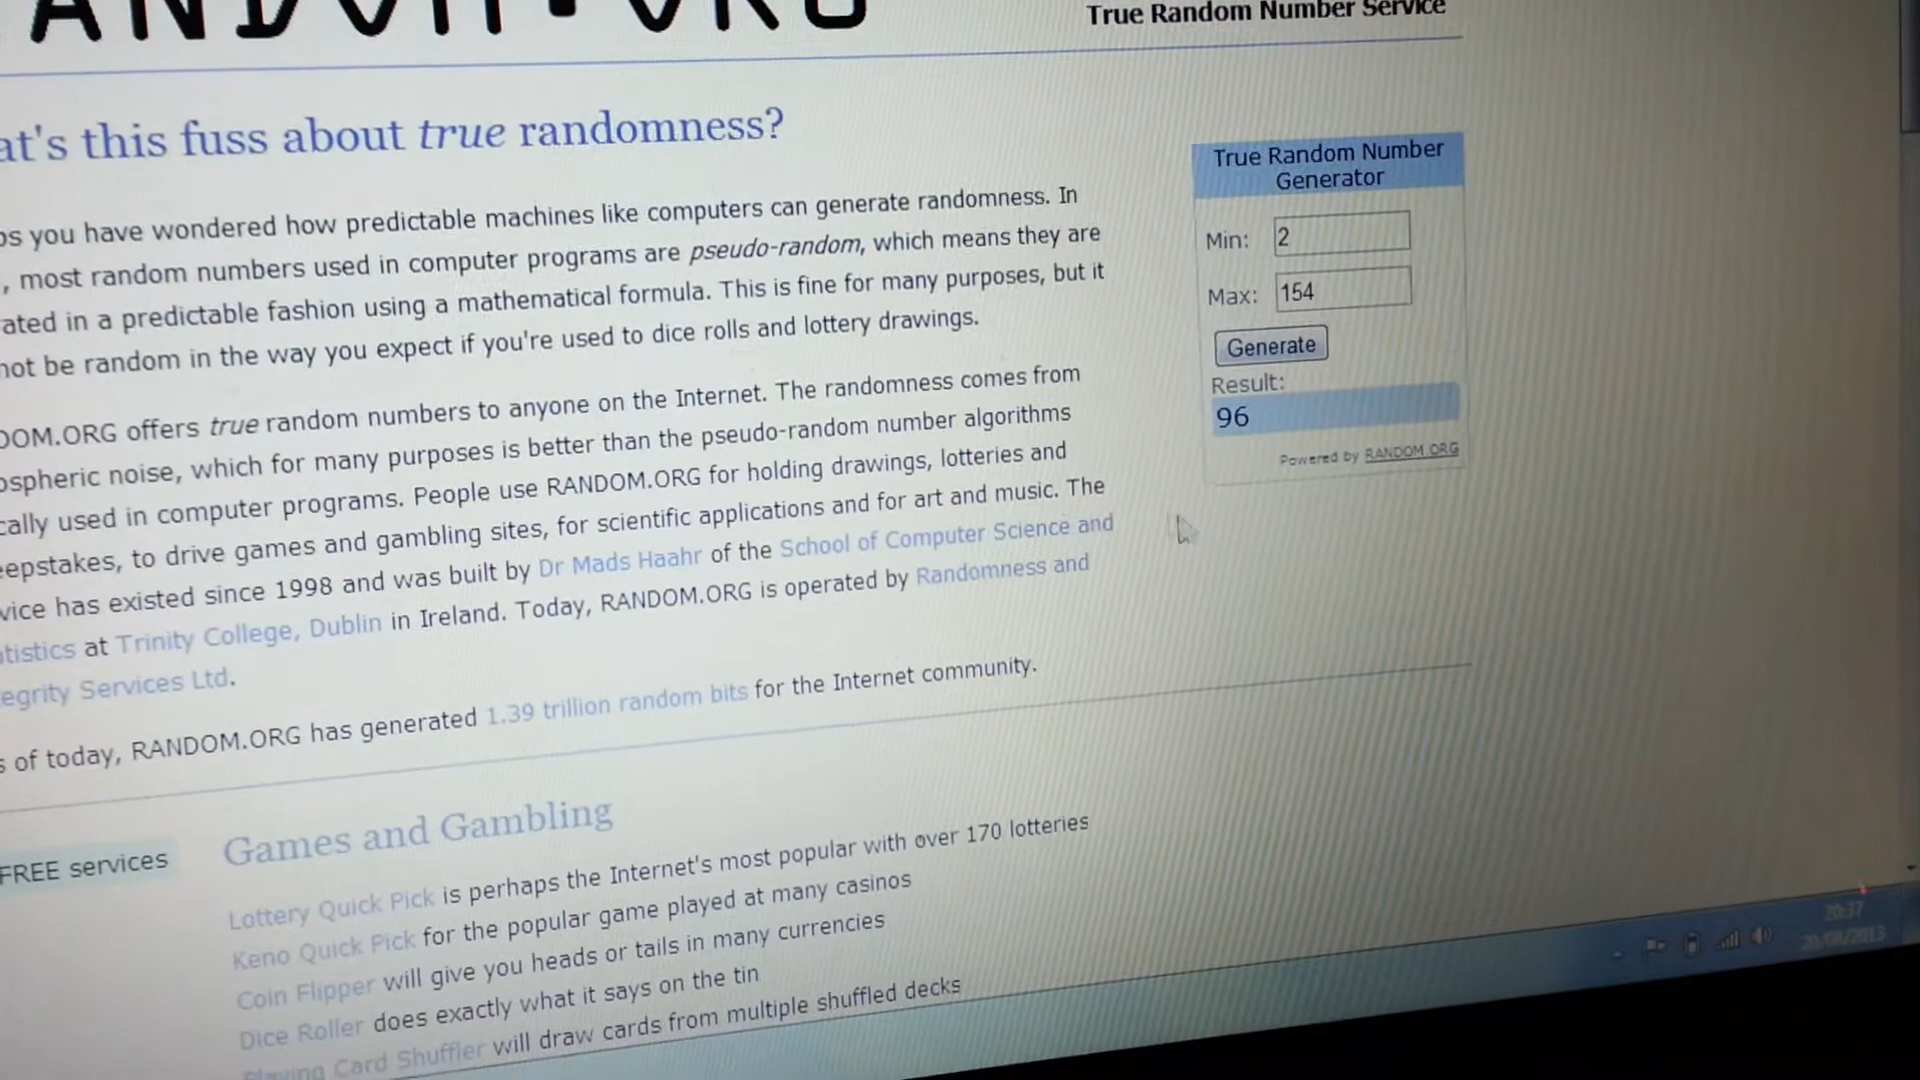 True Random Number Service
at's this fuss about true randomness?
os you have wondered how predictable machines like computers can generate randomness. In
, most random numbers used in computer programs are pseudo-random, which means they are
ated in a predictable fashion using a mathematical formula. This is fine for many purposes, but it
not be random in the way you expect if you're used to dice rolls and lottery drawings.
DOM.ORG offers true random numbers to anyone on the Internet. The randomness comes from
ospheric noise, which for many purposes is better than the pseudo-random number algorithms
cally used in computer programs. People use RANDOM.ORG for holding drawings, lotteries and
eepstakes, to drive games and gambling sites, for scientific applications and for art and music. The
vice has existed since 1998 and was built by Dr Mads Haahr of the School of Computer Science and
tistics at Trinity College, Dublin in Ireland. Today, RANDOM.ORG is operated by Randomness and
egrity Services Ltd.
s of today, RANDOM.ORG has generated 1.39 trillion random bits for the Internet community.
True Random Number
Generator
Min: 2
Max: 154
Generate
Result:
96
Powered by RANDOM.ORG
FREE services
Games and Gambling
Lottery Quick Pick is perhaps the Internet's most popular with over 170 lotteries
Keno Quick Pick for the popular game played at many casinos
Coin Flipper will give you heads or tails in many currencies
Dice Roller does exactly what it says on the tin
Playing Card Shuffler will draw cards from multiple shuffled decks
20:37
20/08/2013